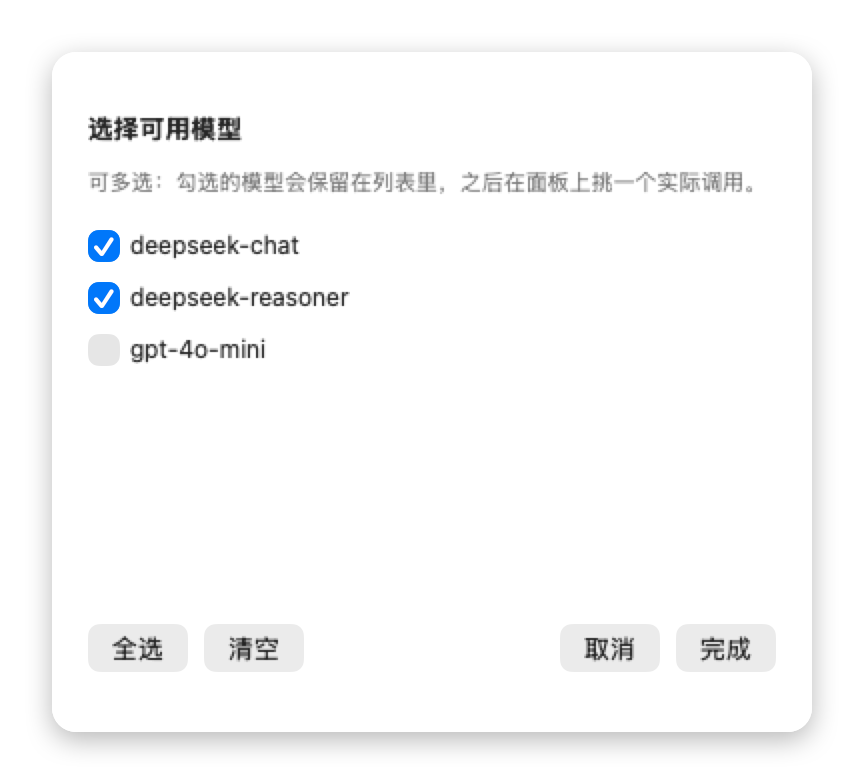 选择可用模型
可多选：勾选的模型会保留在列表里，之后在面板上挑一个实际调用。
deepseek-chat
deepseek-reasoner
gpt-4o-mini
全选 清空 取消 完成